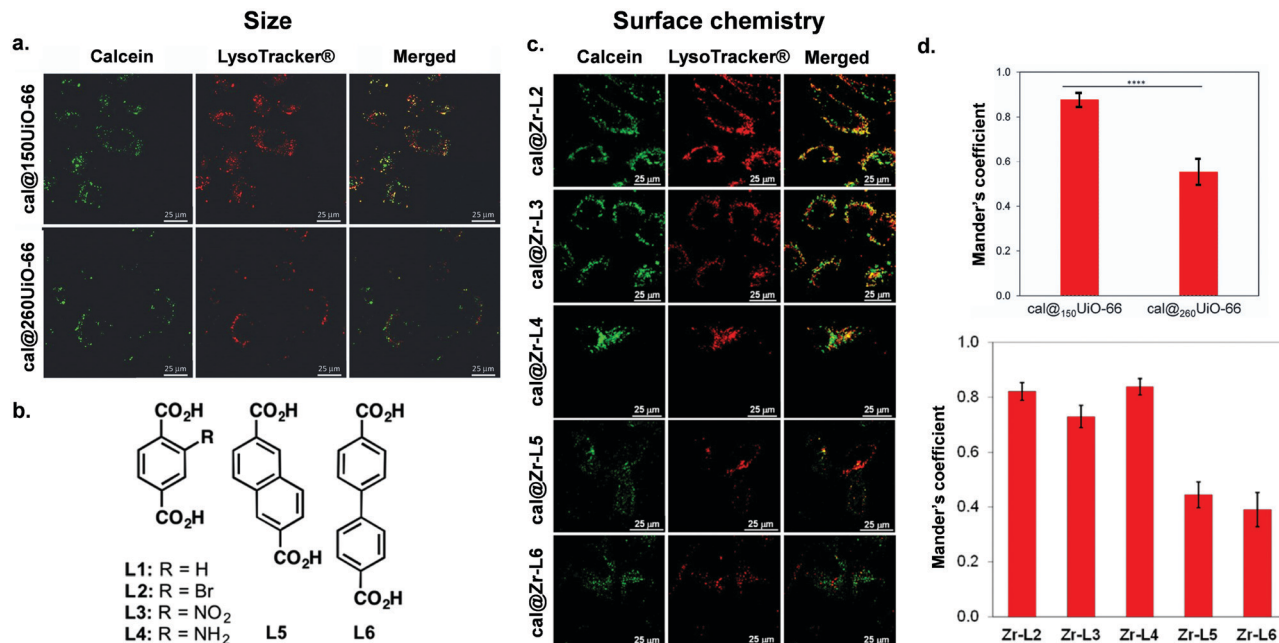 Size
a.
Calcein LysoTracker® Merged
cal@150UiO-66
25 μm 25 μm 25 μm
cal@260UiO-66
25 μm 25 μm 25 μm
b.
CO₂H
R
CO₂H
L1: R = H
L2: R = Br
L3: R = NO₂
L4: R = NH₂
CO₂H
CO₂H
L5
CO₂H
CO₂H
L6
Surface chemistry
c.
Calcein LysoTracker® Merged
cal@Zr-L2
25 μm 25 μm 25 μm
cal@Zr-L3
25 μm 25 μm 25 μm
cal@Zr-L4
25 μm 25 μm 25 μm
cal@Zr-L5
25 μm 25 μm 25 μm
cal@Zr-L6
25 μm 25 μm 25 μm
d.
Mander's coefficient
1.0
0.8
0.6
0.4
0.2
0.0
****
cal@₁₅₀UiO-66 cal@₂₆₀UiO-66
Mander's coefficient
1.0
0.8
0.6
0.4
0.2
0.0
Zr-L2 Zr-L3 Zr-L4 Zr-L5 Zr-L6